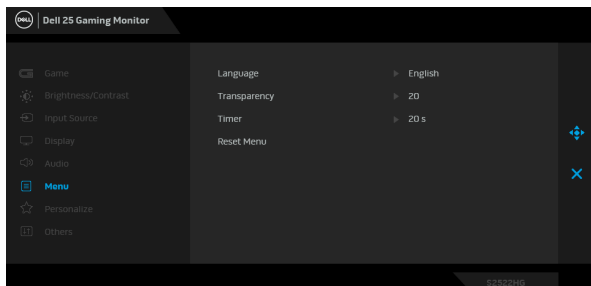 DELL
Dell 25 Gaming Monitor
Game
Brightness/Contrast
Input Source
Display
Audio
Menu
Personalize
Others
Language English
Transparency 20
Timer 20 s
Reset Menu
S2522HG